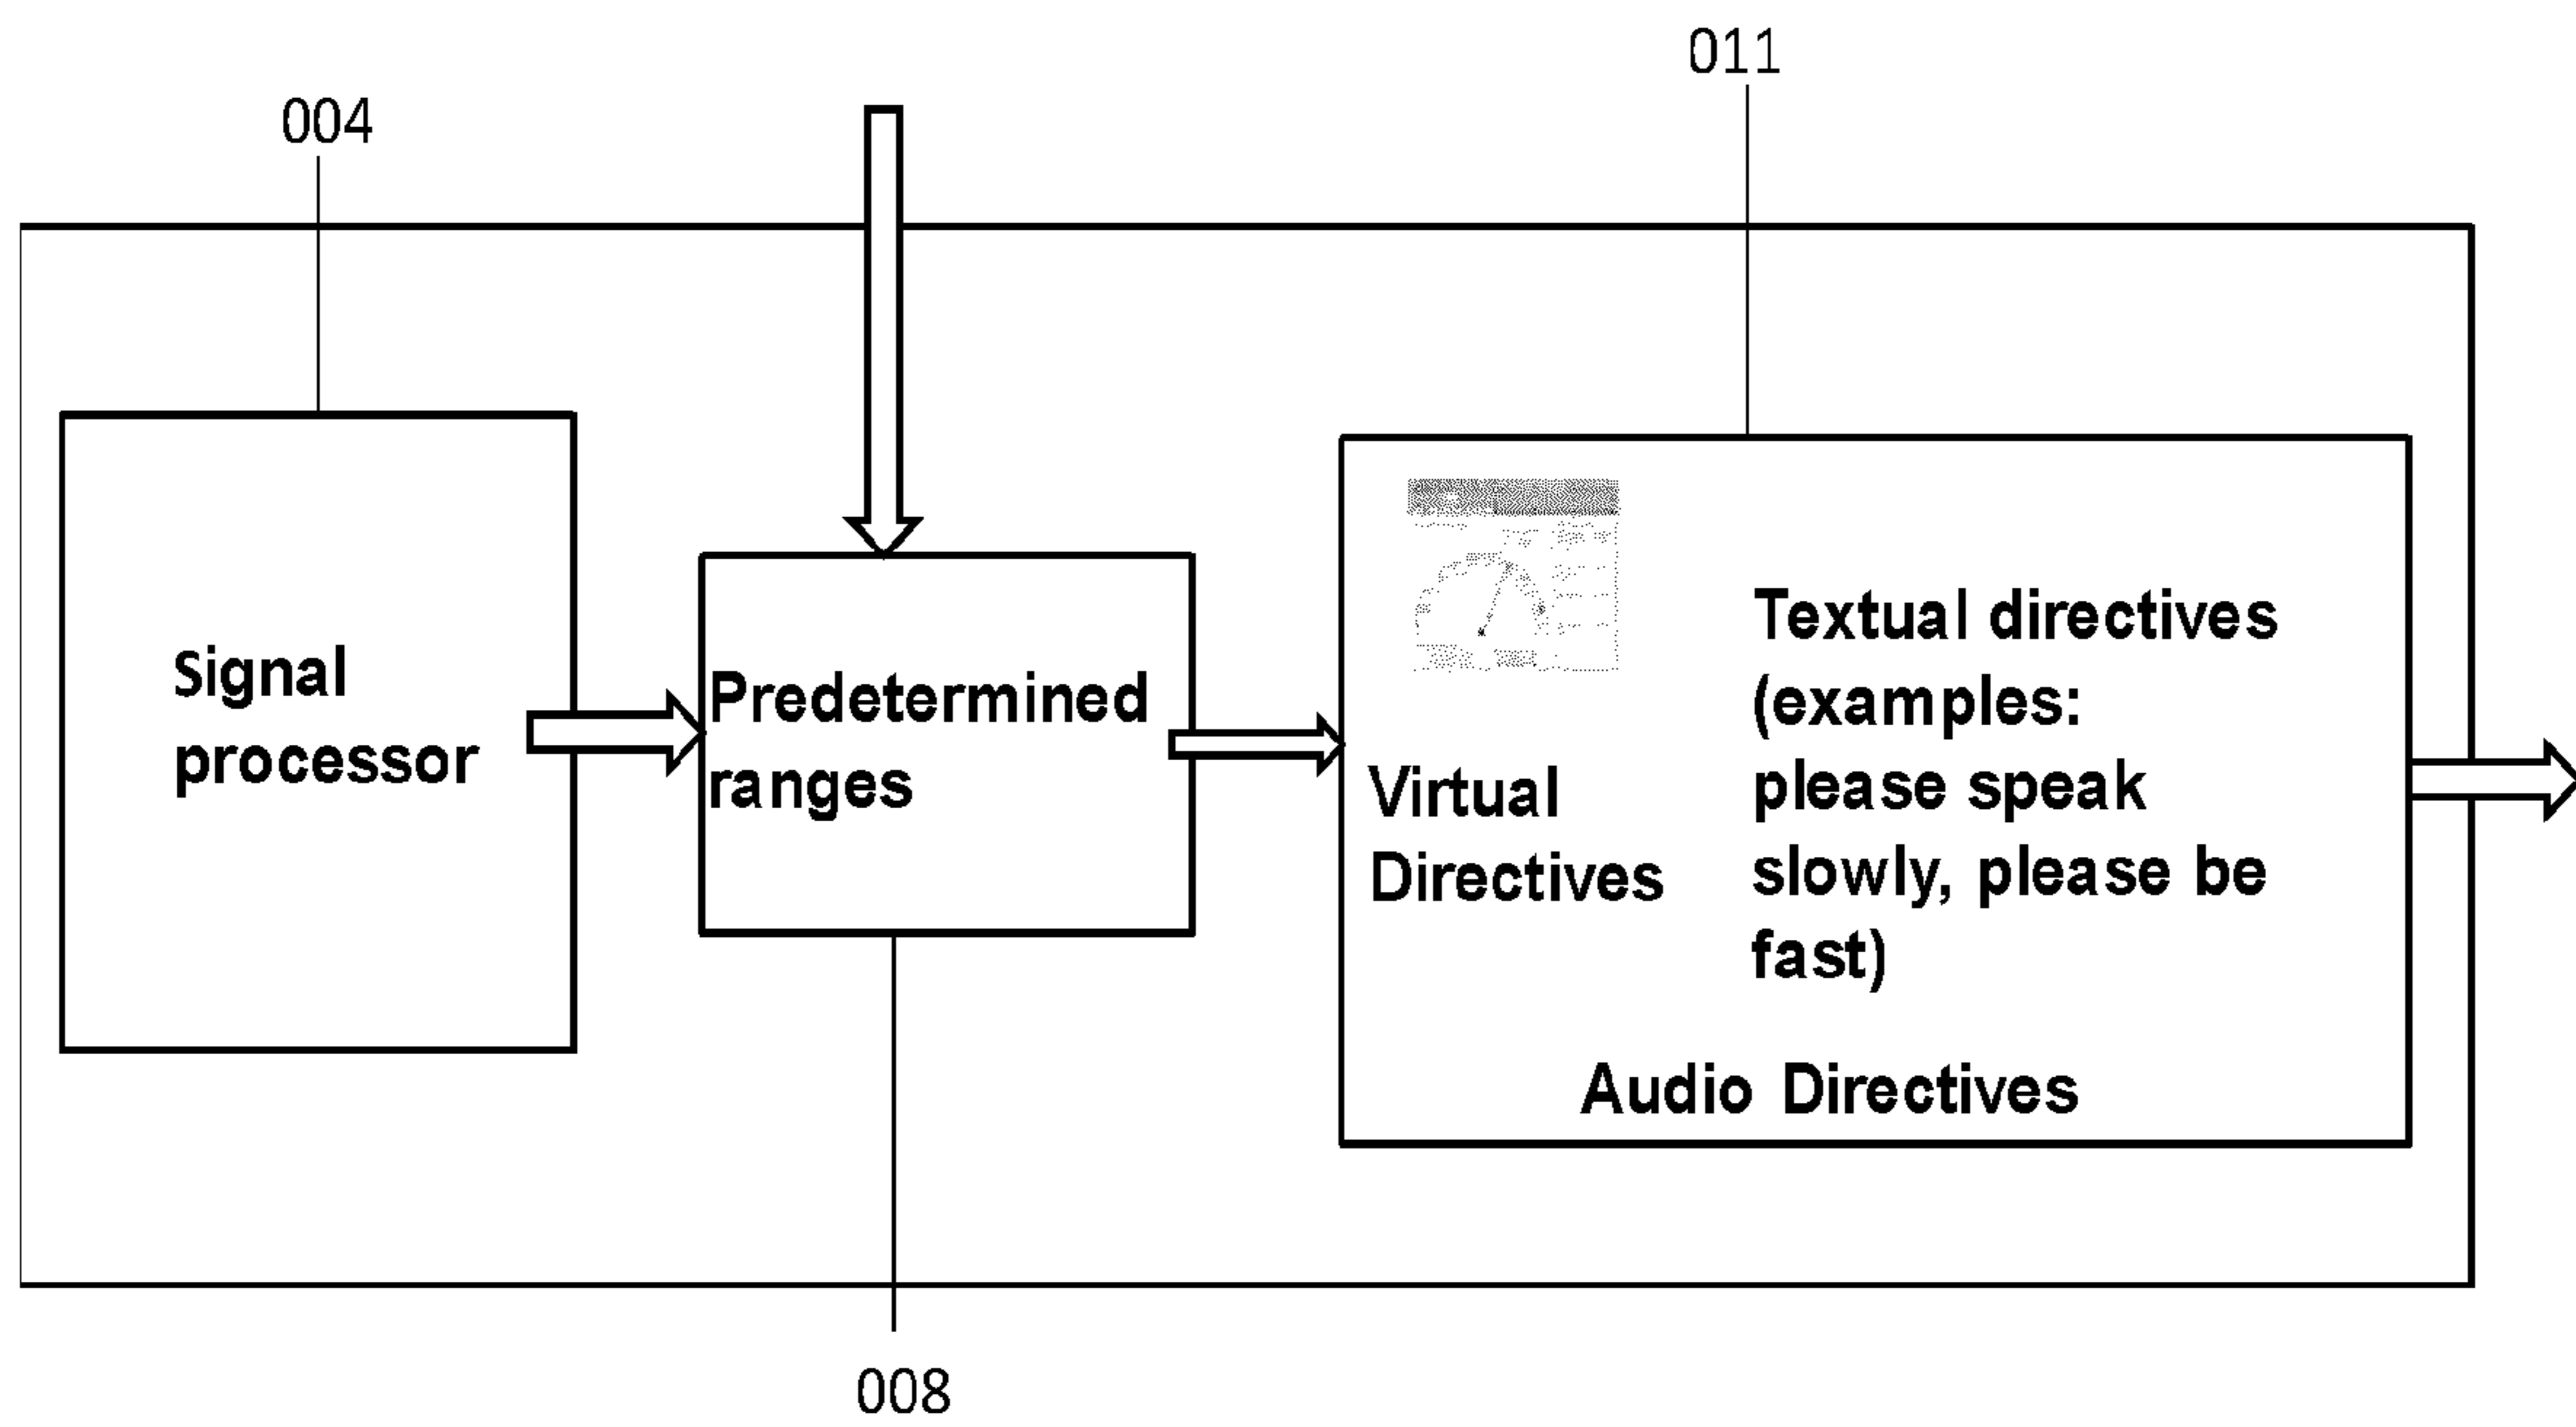 011
004
Signal
processor
Predetermined
ranges
Virtual
Directives
Textual directives
(examples:
please speak
slowly, please be
fast)
Audio Directives
008